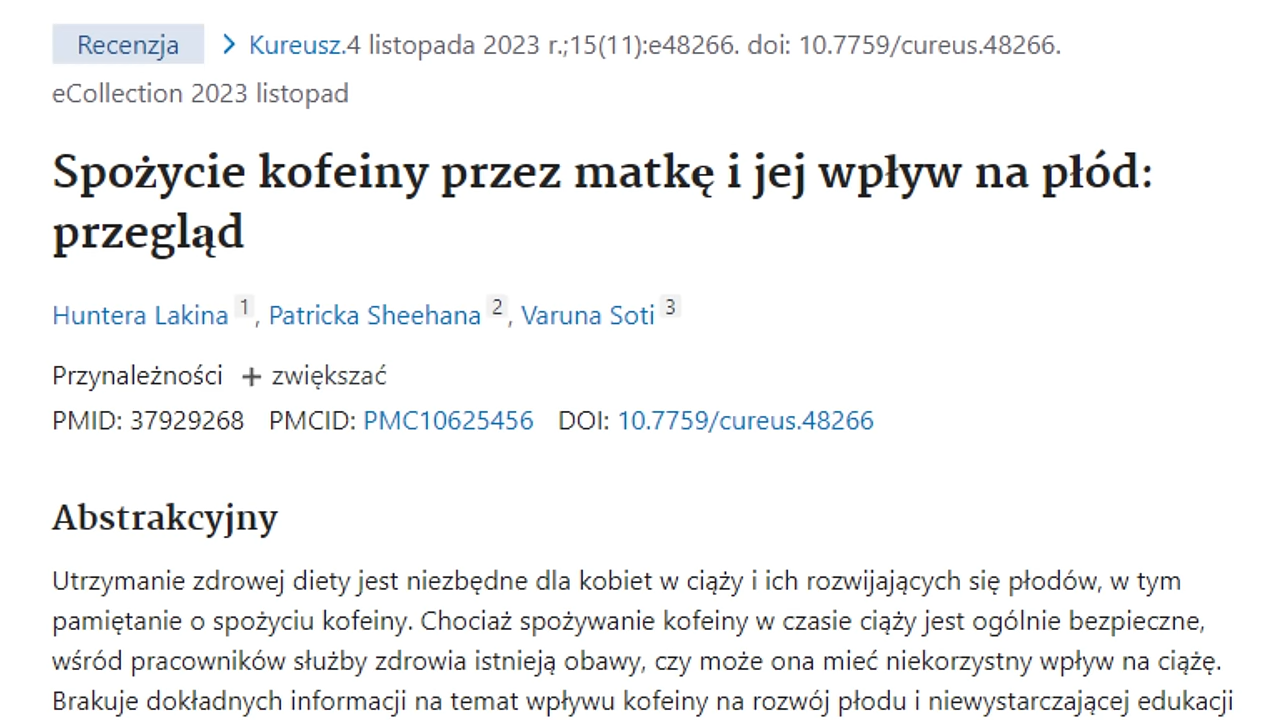 Recenzja > Kureusz.4 listopada 2023 r.;15(11):e48266. doi: 10.7759/cureus.48266.
eCollection 2023 listopad
Spożycie kofeiny przez matkę i jej wpływ na płód:
przegląd
Huntera Lakina 1, Patricka Sheehana 2, Varuna Soti 3
Przynależności + zwiększać
PMID: 37929268 PMCID: PMC10625456 DOI: 10.7759/cureus.48266
Abstrakcyjny
Utrzymanie zdrowej diety jest niezbędne dla kobiet w ciąży i ich rozwijających się płodów, w tym
pamiętanie o spożyciu kofeiny. Chociaż spożywanie kofeiny w czasie ciąży jest ogólnie bezpieczne,
wśród pracowników służby zdrowia istnieją obawy, czy może ona mieć niekorzystny wpływ na ciążę.
Brakuje dokładnych informacji na temat wpływu kofeiny na rozwój płodu i niewystarczającej edukacji